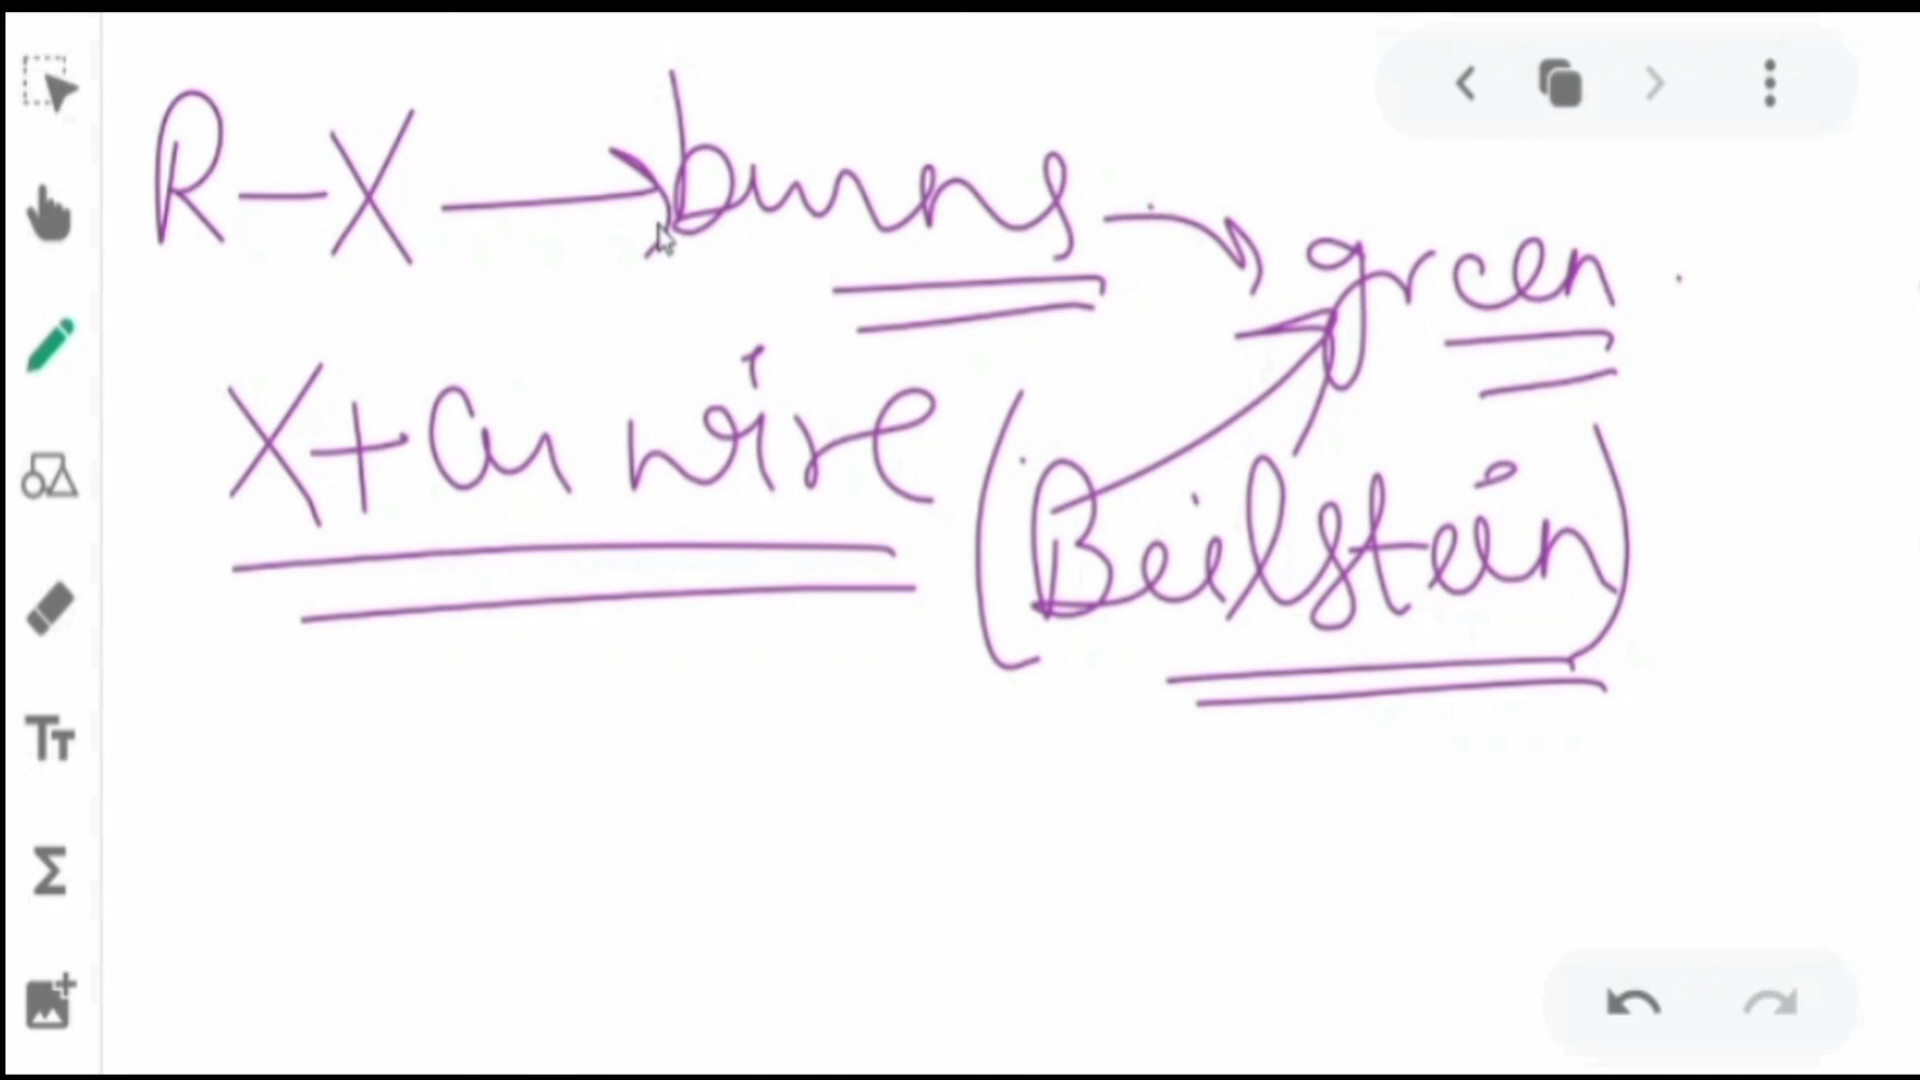 R-X → burns → green
X + Cu wire (Beilstein)